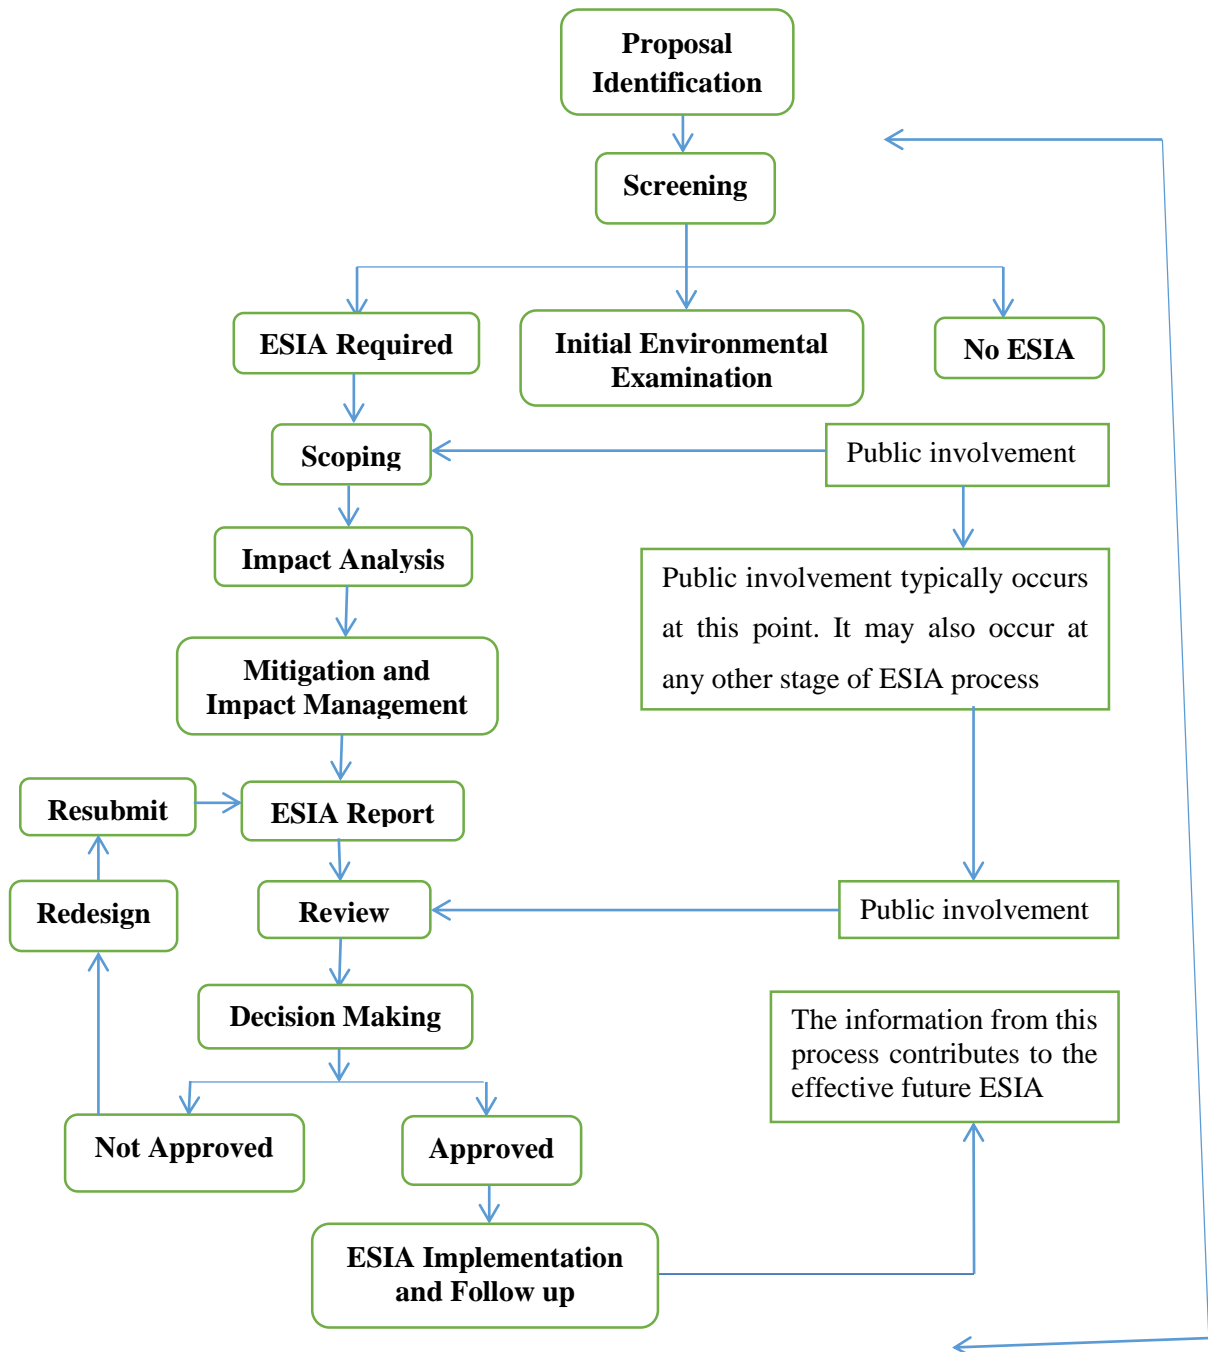 Proposal
Identification
Screening
ESIA Required
Initial Environmental
Examination
No ESIA
Scoping
Public involvement
Impact Analysis
Public involvement typically occurs
at this point. It may also occur at
any other stage of ESIA process
Mitigation and
Impact Management
Resubmit
ESIA Report
Redesign
Review
Public involvement
Decision Making
The information from this
process contributes to the
effective future ESIA
Not Approved
Approved
ESIA Implementation
and Follow up